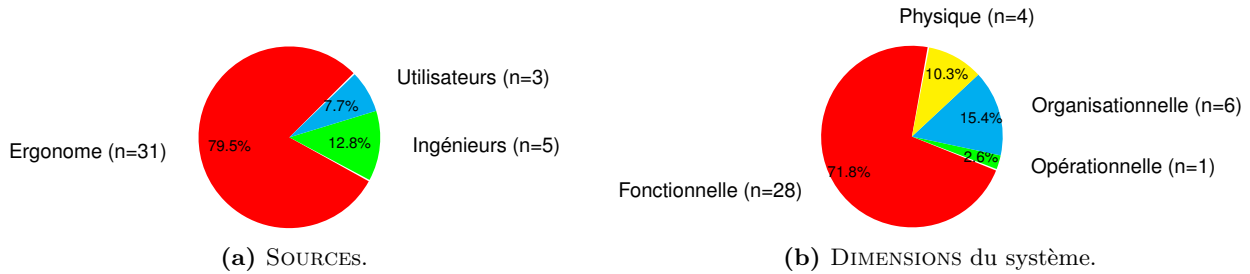 Utilisateurs (n=3)
7.7%
Ergonome (n=31)
79.5%
12.8%
Ingénieurs (n=5)
(a) SOURCEs.
Physique (n=4)
10.3%
Organisationnelle (n=6)
15.4%
2.6%
Opérationnelle (n=1)
71.8%
Fonctionnelle (n=28)
(b) DIMENSIONS du système.